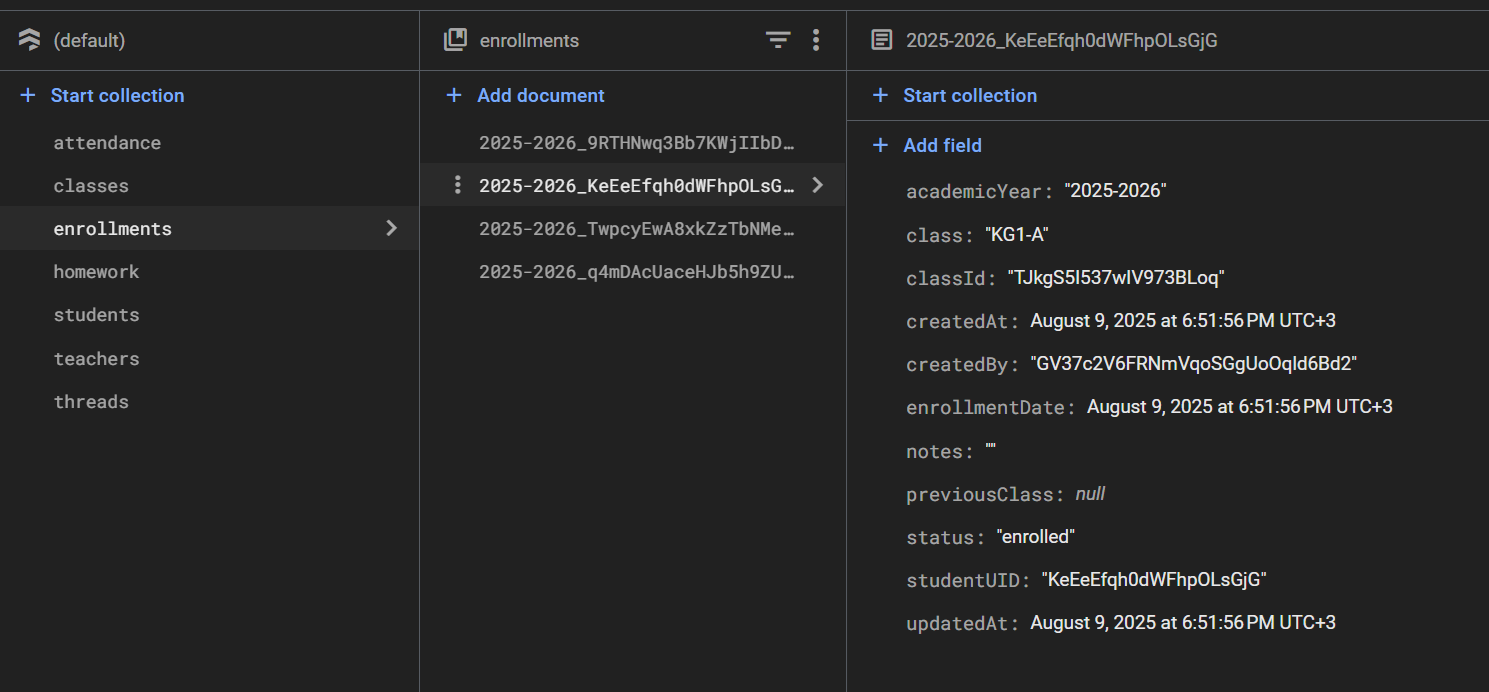 (default)
Start collection
attendance
classes
enrollments
homework
students
teachers
threads
enrollments
Add document
2025-2026_9RTHNwq3Bb7KWjIIbD…
2025-2026_KeEeEfqh0dWFhpOLsG…
2025-2026_TwpcyEwA8xkZzTbNMe…
2025-2026_q4mDAcUaceHJb5h9ZU…
2025-2026_KeEeEfqh0dWFhpOLsGjG
Start collection
Add field
academicYear: "2025-2026"
class: "KG1-A"
classId: "TJkgS5I537wIV973BLoq"
createdAt: August 9, 2025 at 6:51:56 PM UTC+3
createdBy: "GV37c2V6FRNmVqoSGgUoOqId6Bd2"
enrollmentDate: August 9, 2025 at 6:51:56 PM UTC+3
notes: ""
previousClass: null
status: "enrolled"
studentUID: "KeEeEfqh0dWFhpOLsGjG"
updatedAt: August 9, 2025 at 6:51:56 PM UTC+3